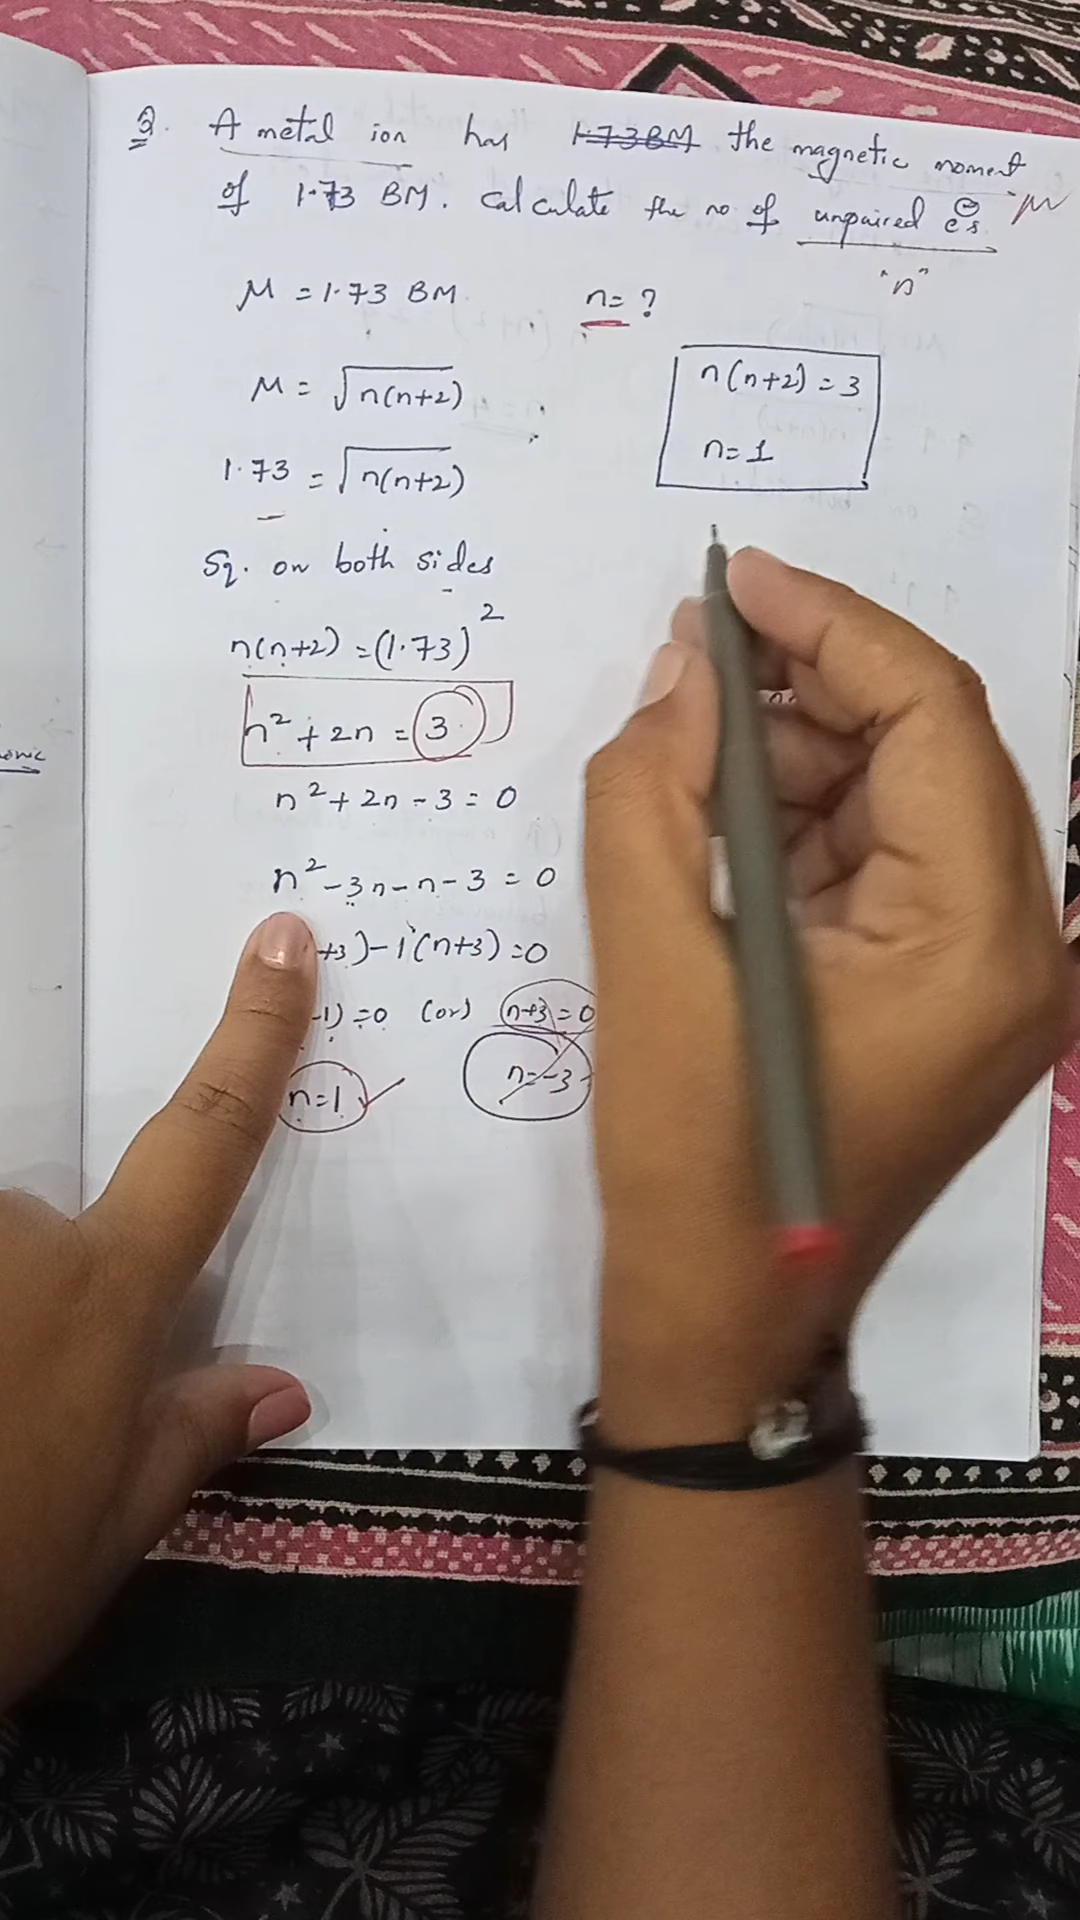 Q. A metal ion has 1.73BM the magnetic moment
of 1.73 BM. Calculate the no of unpaired e⊖s. μ
"n"
μ = 1.73 BM. n= ?
μ = √n(n+2)
n(n+2) = 3
n=1
1.73 = √n(n+2)
Sq. on both sides
n(n+2) = (1.73)²
n² + 2n = 3
n² + 2n - 3 = 0
n² - 3n - n - 3 = 0
+3) - 1(n+3) = 0
-1) = 0 (or) n+3 = 0
n=1 n=-3